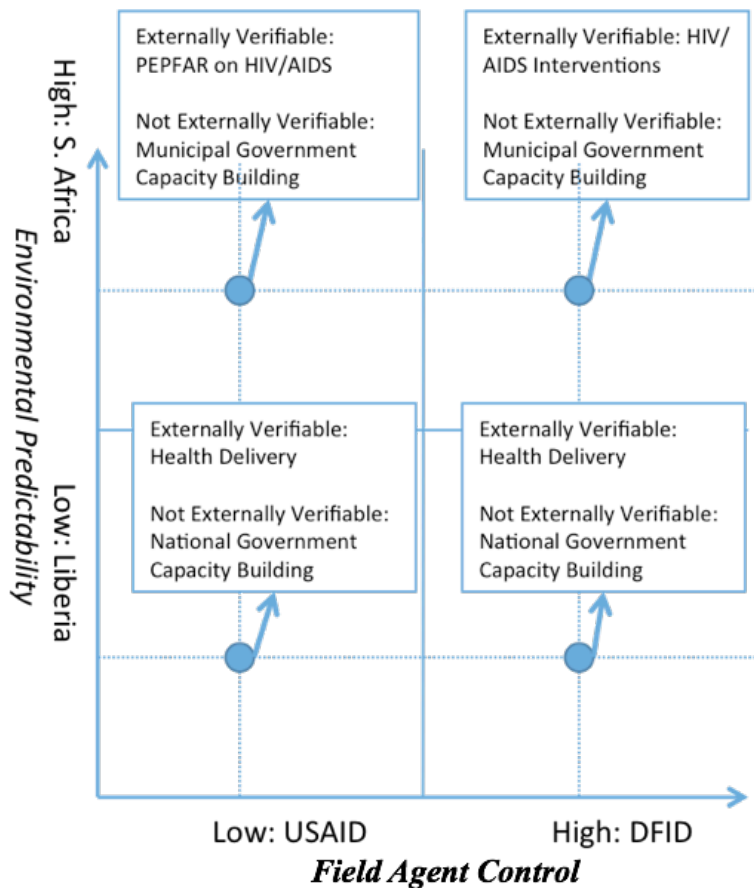 Externally Verifiable:
PEPFAR on HIV/AIDS
Not Externally Verifiable:
Municipal Government
Capacity Building
Externally Verifiable: HIV/
AIDS Interventions
Not Externally Verifiable:
Municipal Government
Capacity Building
High: S. Africa
Environmental Predictability
Low: Liberia
Externally Verifiable:
Health Delivery
Not Externally Verifiable:
National Government
Capacity Building
Externally Verifiable:
Health Delivery
Not Externally Verifiable:
National Government
Capacity Building
Low: USAID
High: DFID
Field Agent Control